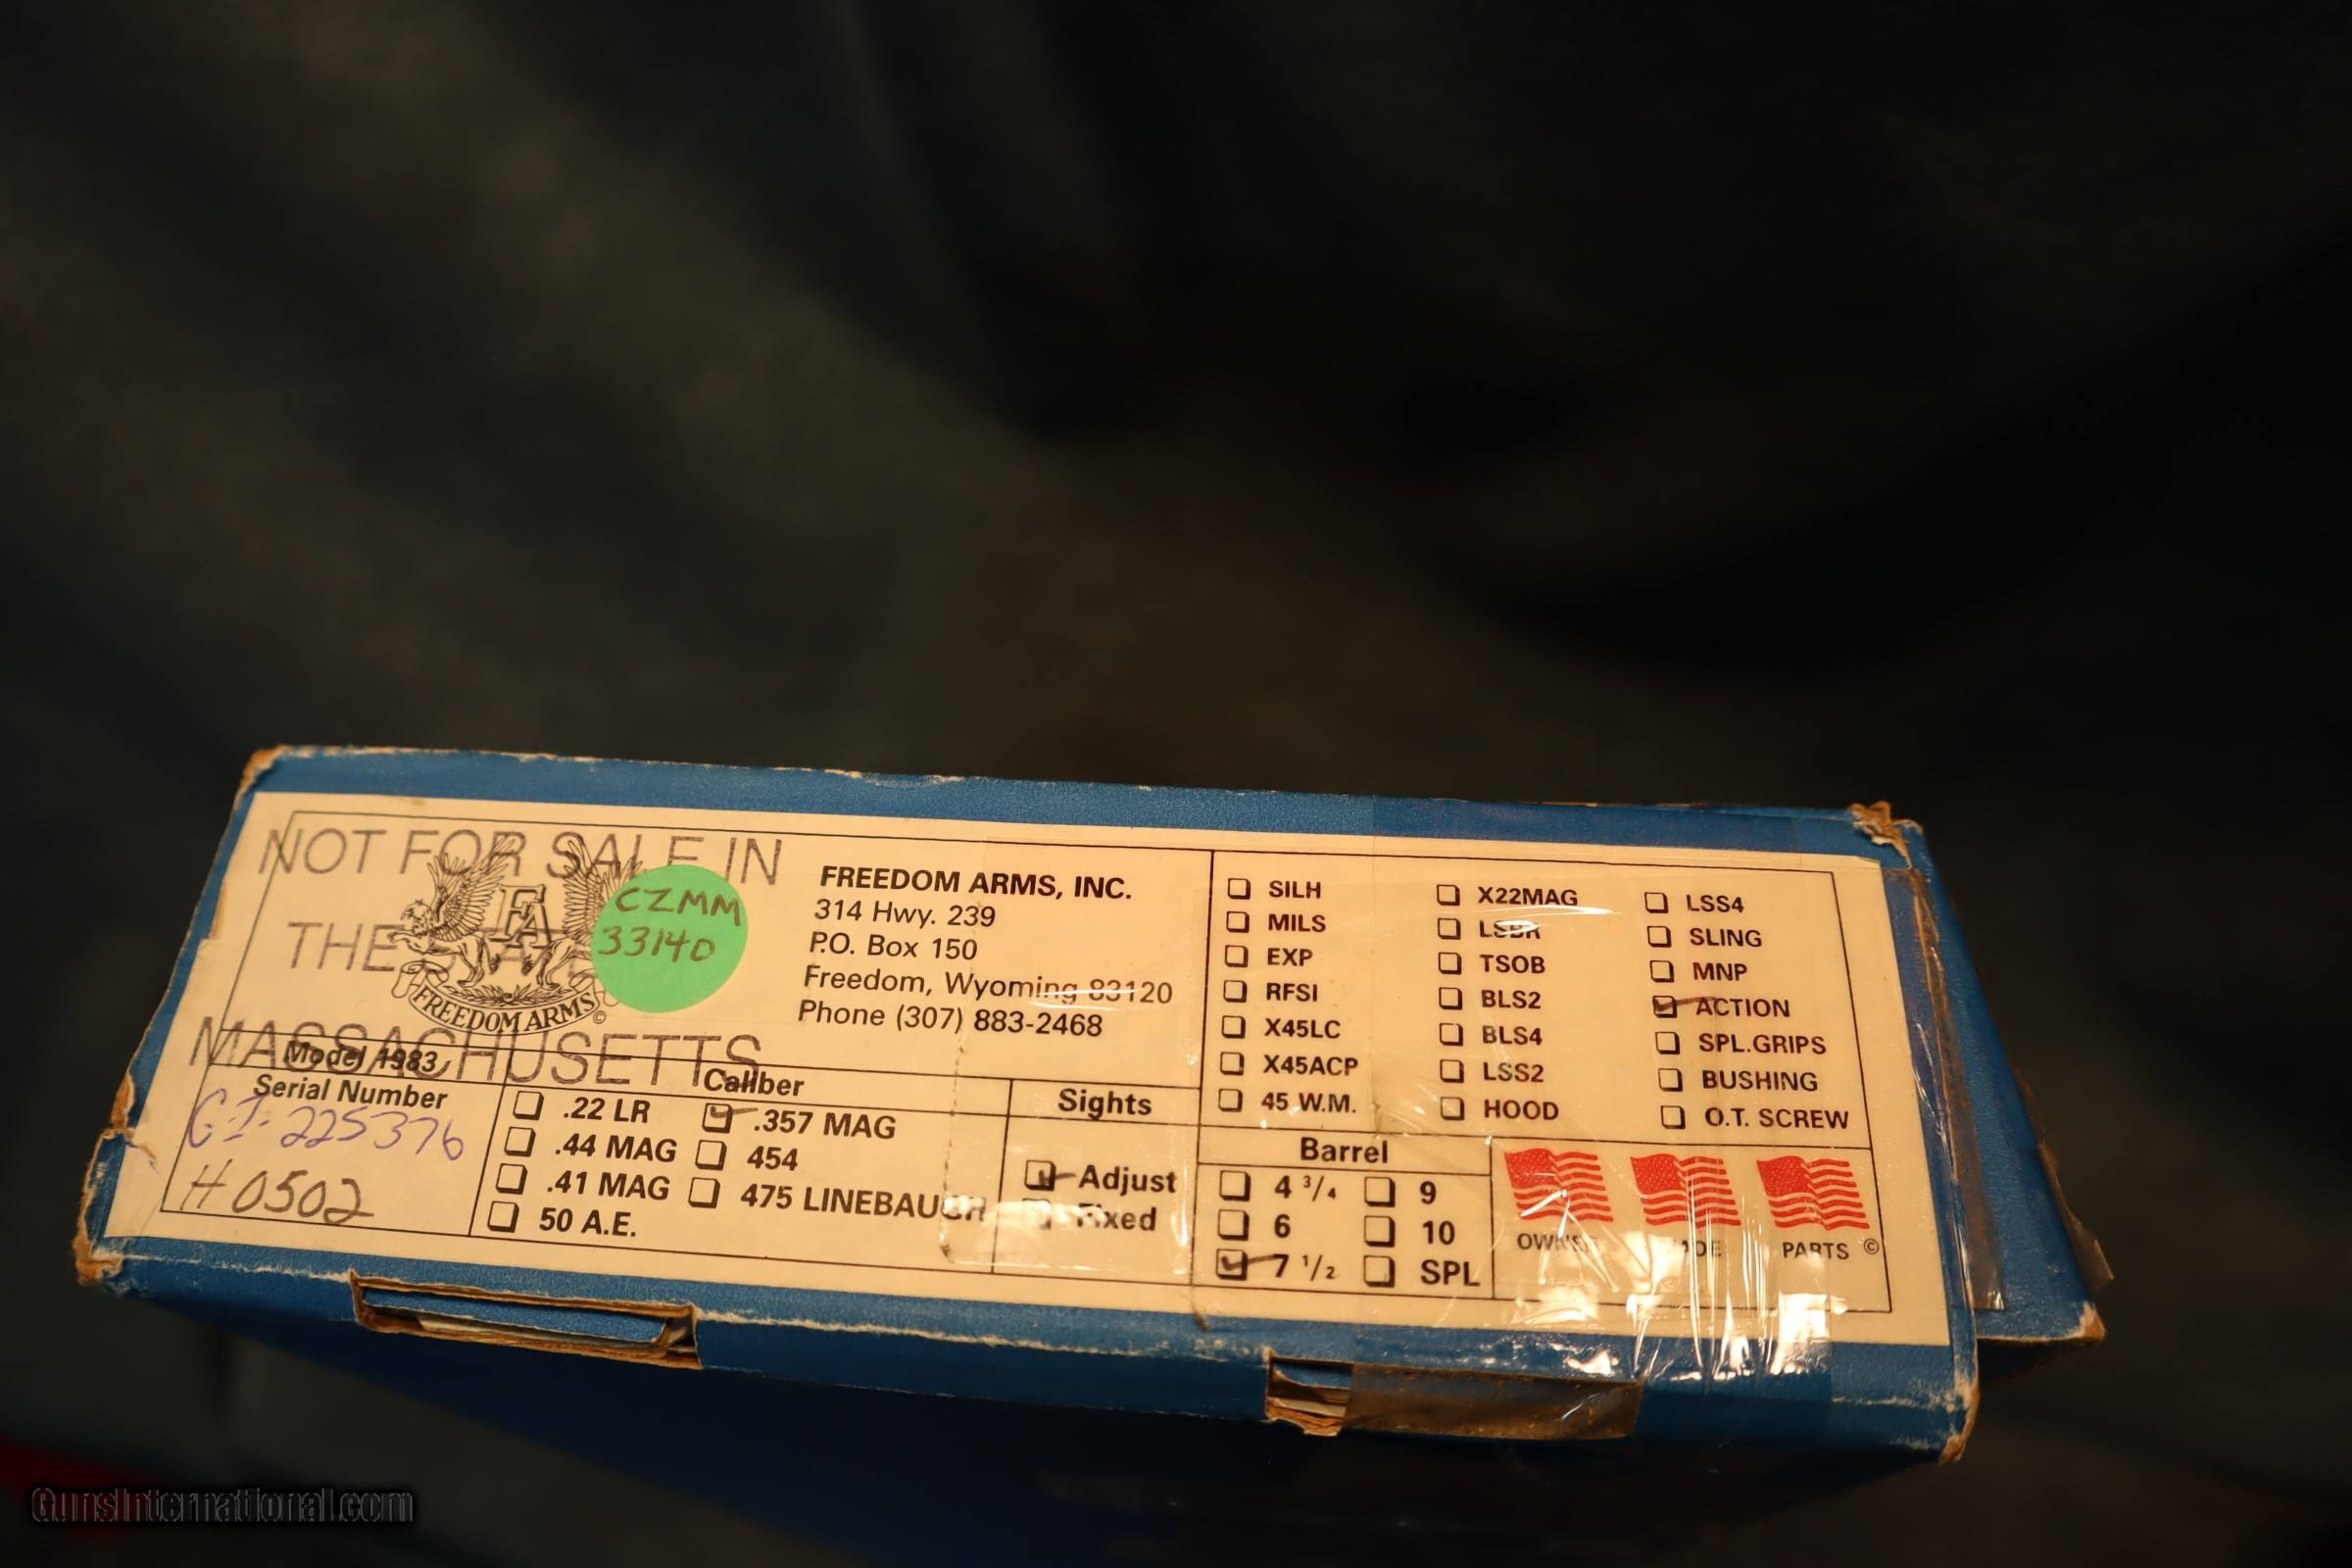 NOT FOR SALE IN
THE
MASSACHUSETTS
FA
FREEDOM ARMS ©
CZMM
33140
FREEDOM ARMS, INC.
314 Hwy. 239
P.O. Box 150
Freedom, Wyoming 83120
Phone (307) 883-2468
Model 1983
Serial Number
H0502
Caliber
.22 LR
.44 MAG
.41 MAG
50 A.E.
.357 MAG
454
475 LINEBAUGH
Sights
Adjust
Fixed
SILH
MILS
EXP
RFSI
X45LC
X45ACP
45 W.M.
X22MAG
LSBR
TSOB
BLS2
BLS4
LSS2
HOOD
LSS4
SLING
MNP
ACTION
SPL.GRIPS
BUSHING
O.T. SCREW
Barrel
4 3/4
6
7 1/2
9
10
SPL
PARTS ©
GunsInternational.com